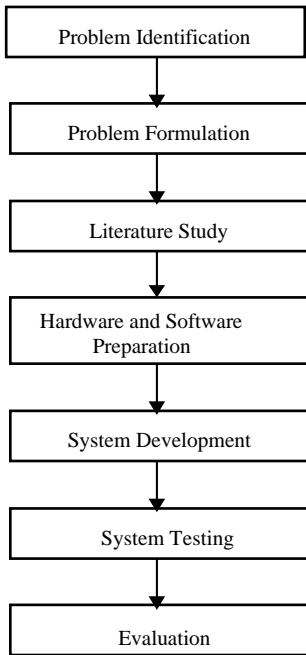 Problem Identification
Problem Formulation
Literature Study
Hardware and Software
Preparation
System Development
System Testing
Evaluation